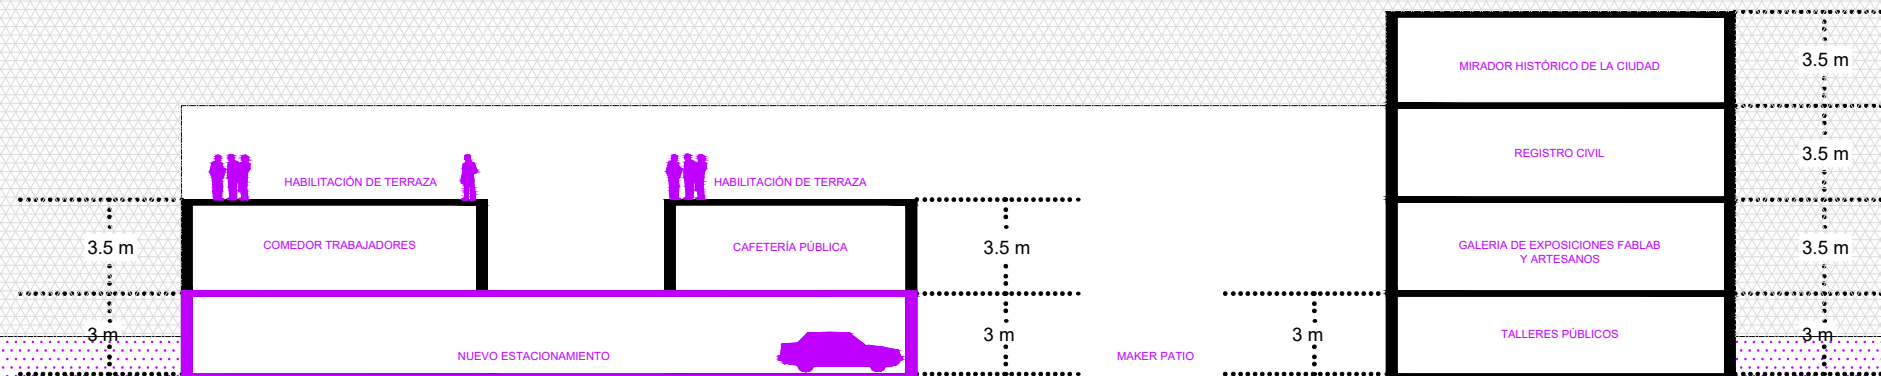 3.5 m
MIRADOR HISTÓRICO DE LA CIUDAD
3.5 m
REGISTRO CIVIL
HABILITACIÓN DE TERRAZA
HABILITACIÓN DE TERRAZA
3.5 m
COMEDOR TRABAJADORES
CAFETERÍA PÚBLICA
3.5 m
GALERIA DE EXPOSICIONES FABLAB
Y ARTESANOS
3.5 m
3 m
3 m
3 m
TALLERES PÚBLICOS
3 m
NUEVO ESTACIONAMIENTO
MAKER PATIO